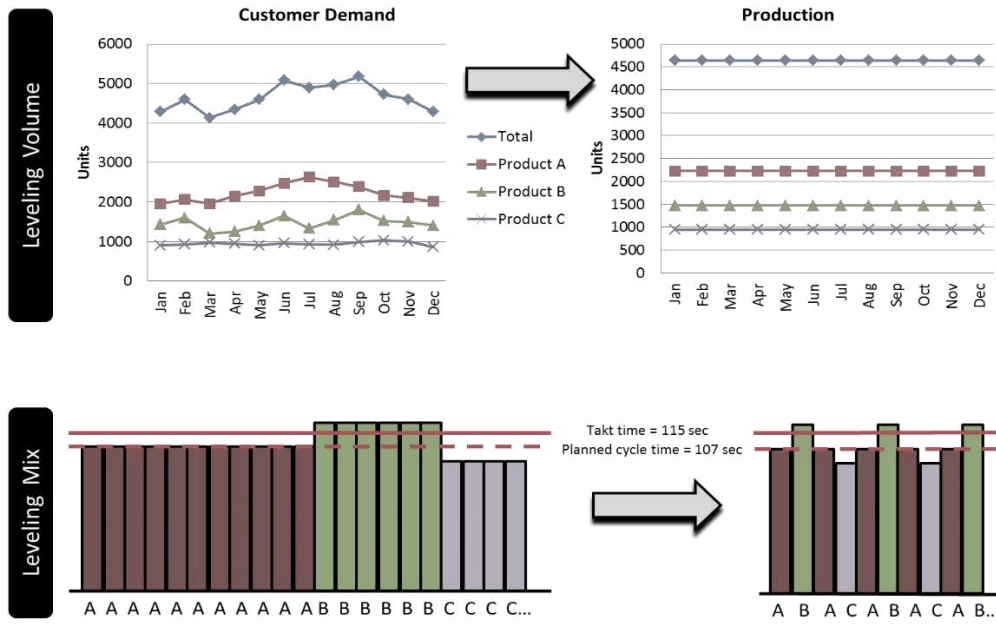 Leveling Volume
Customer Demand
Units
6000
5000
4000
3000
2000
1000
0
Jan Feb Mar Apr May Jun Jul Aug Sep Oct Nov Dec
Total
Product A
Product B
Product C
Production
Units
5000
4500
4000
3500
3000
2500
2000
1500
1000
500
0
Jan Feb Mar Apr May Jun Jul Aug Sep Oct Nov Dec
Leveling Mix
A A A A A A A A A A A B B B B B B C C C C...
Takt time = 115 sec
Planned cycle time = 107 sec
A B A C A B A C A B...